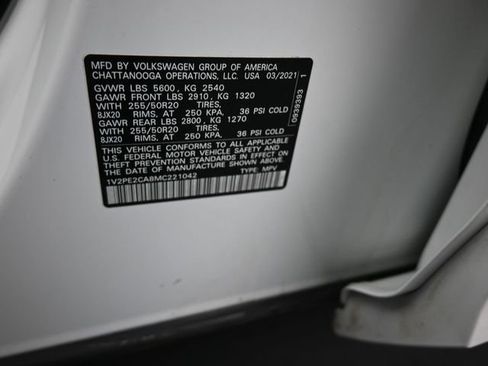 MFD BY VOLKSWAGEN GROUP OF AMERICA
CHATTANOOGA OPERATIONS, LLC. USA 03/2021
GVWR LBS 5600, KG 2540
GAWR FRONT LBS 2910, KG 1320
WITH 255/50R20 TIRES,
8JX20 RIMS, AT 250 KPA, 36 PSI COLD
GAWR REAR LBS 2800, KG 1270
WITH 255/50R20 TIRES,
8JX20 RIMS, AT 250 KPA, 36 PSI COLD
THIS VEHICLE CONFORMS TO ALL APPLICABLE
U.S. FEDERAL MOTOR VEHICLE SAFETY AND
THEFT PREVENTION STANDARDS IN EFFECT ON
THE DATE OF MANUFACTURE SHOWN ABOVE.
1V2PE2CA8MC221042 TYPE: MPV
0939393 1